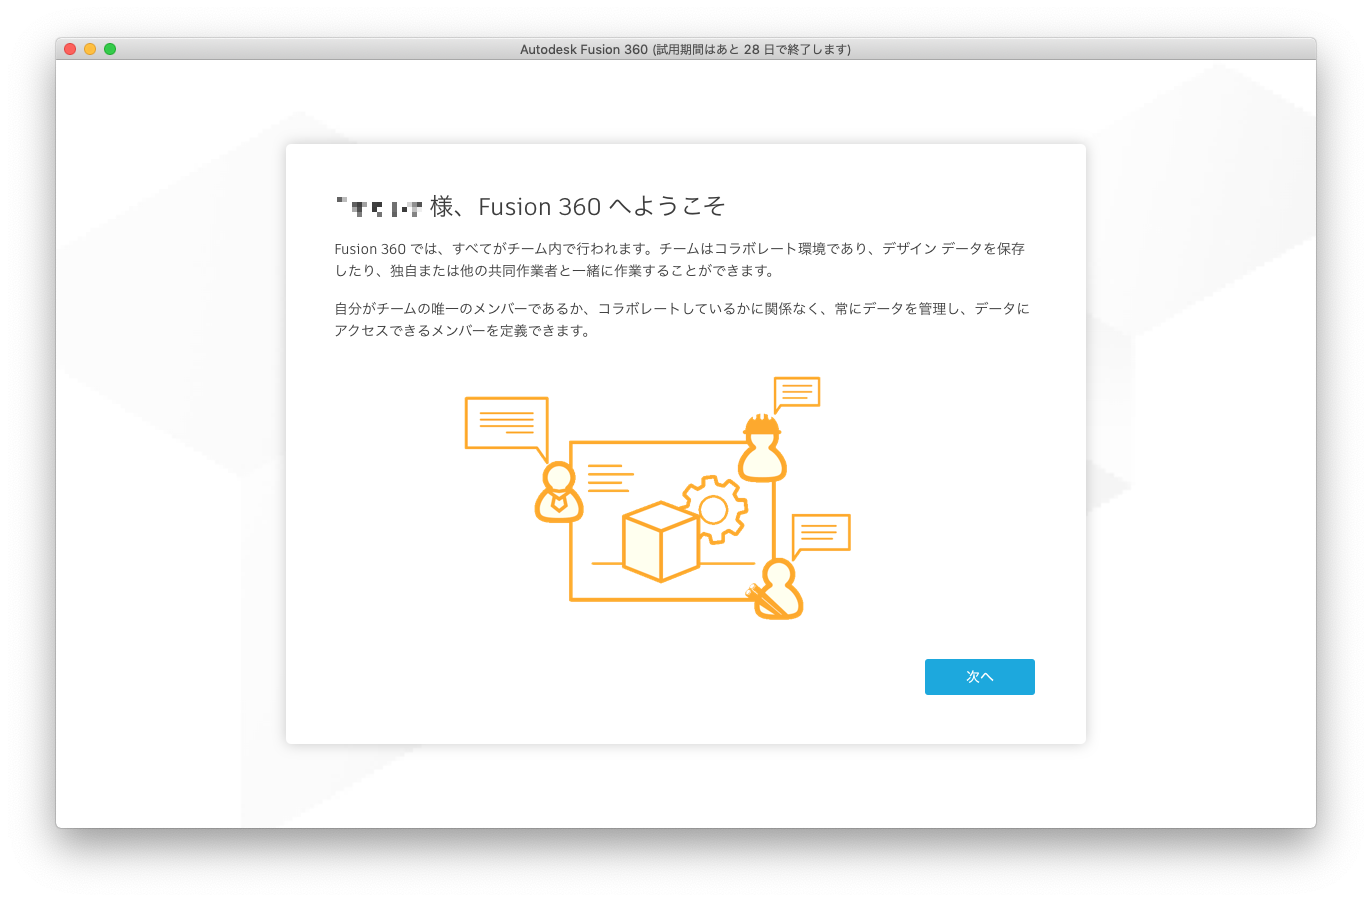 Autodesk Fusion 360 (試用期間はあと 28 日で終了します)
様、Fusion 360 へようこそ
Fusion 360 では、すべてがチーム内で行われます。チームはコラボレート環境であり、デザイン データを保存
したり、独自または他の共同作業者と一緒に作業することができます。
自分がチームの唯一のメンバーであるか、コラボレートしているかに関係なく、常にデータを管理し、データに
アクセスできるメンバーを定義できます。
次へ